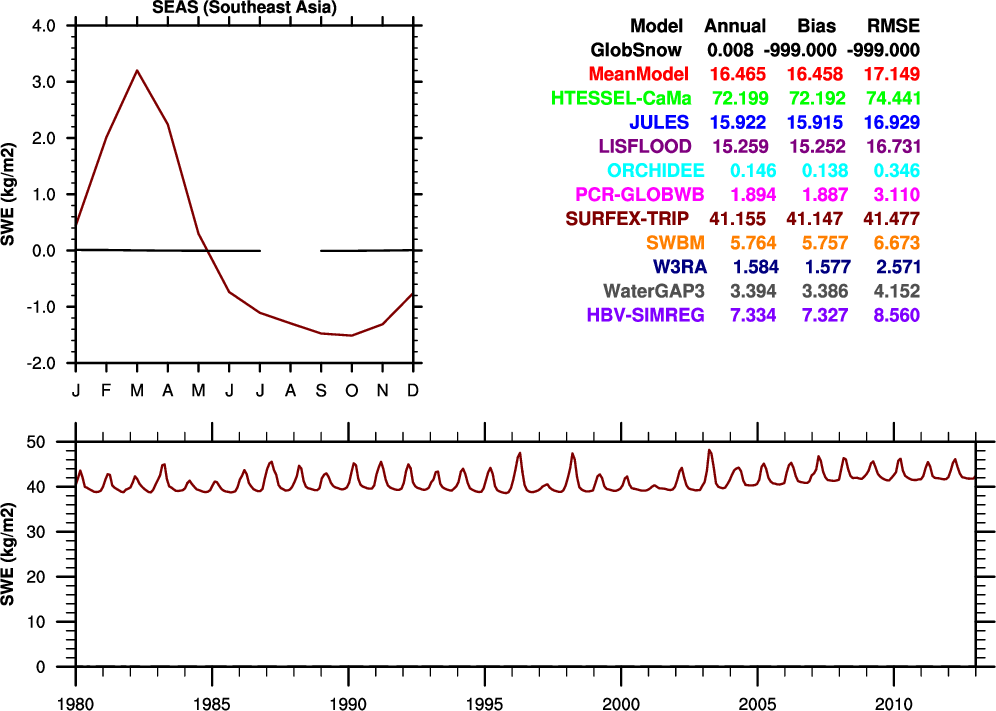 SEAS (Southeast Asia)
4.0
3.0
2.0
1.0
0.0
-1.0
-2.0
SWE (kg/m2)
J F M A M J J A S O N D
Model Annual Bias RMSE
GlobSnow 0.008 -999.000 -999.000
MeanModel 16.465 16.458 17.149
HTESSEL-CaMa 72.199 72.192 74.441
JULES 15.922 15.915 16.929
LISFLOOD 15.259 15.252 16.731
ORCHIDEE 0.146 0.138 0.346
PCR-GLOBWB 1.894 1.887 3.110
SURFEX-TRIP 41.155 41.147 41.477
SWBM 5.764 5.757 6.673
W3RA 1.584 1.577 2.571
WaterGAP3 3.394 3.386 4.152
HBV-SIMREG 7.334 7.327 8.560
50
40
30
20
10
0
SWE (kg/m2)
1980 1985 1990 1995 2000 2005 2010